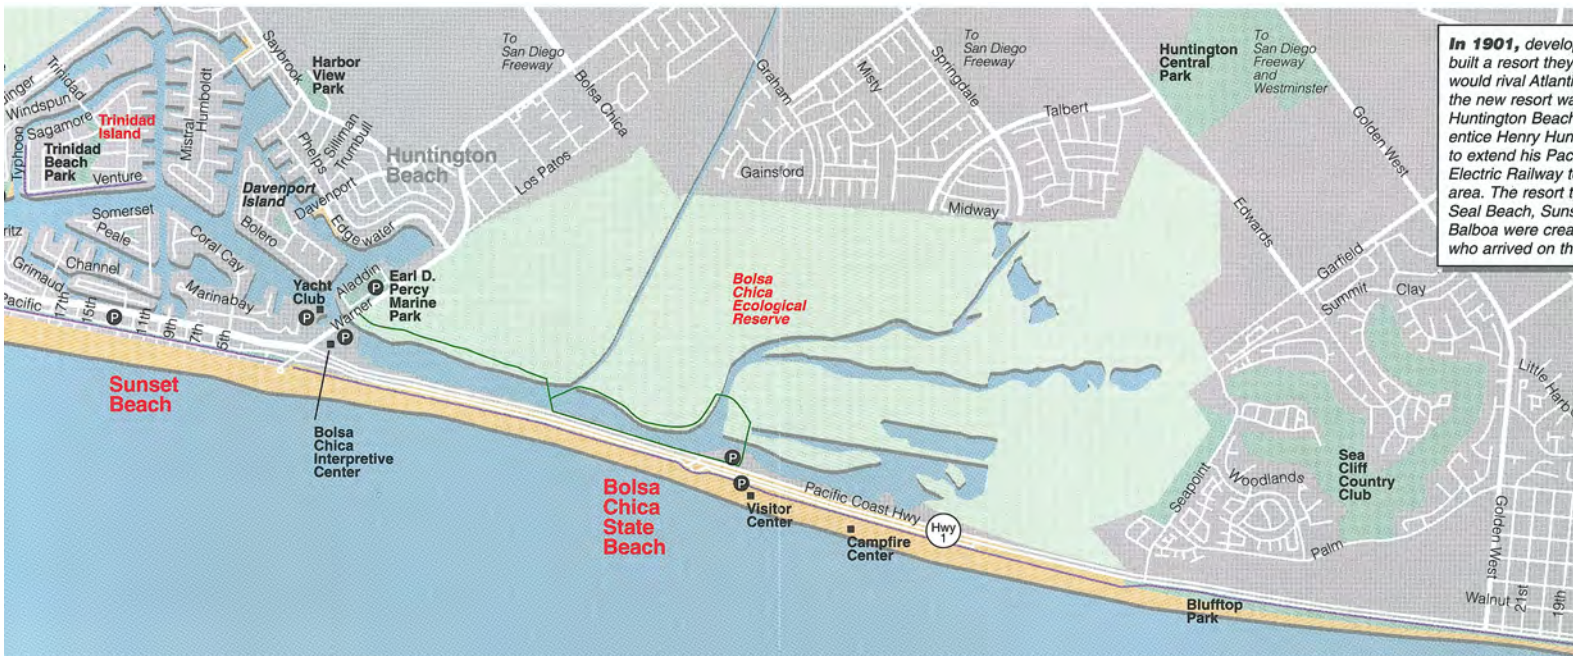 Saybrook
Harbor
View
Park
To
San Diego
Freeway
Bolsa Chica
Graham
Misty
Springdale
To
San Diego
Freeway
Talbert
Huntington
Central
Park
To
San Diego
Freeway
and
Westminster
Golden West
In 1901, develop
built a resort they
would rival Atlanti
the new resort wa
Huntington Beach
entice Henry Hun
to extend his Pac
Electric Railway to
area. The resort t
Seal Beach, Suns
Balboa were crea
who arrived on th
Trinidad
inger
Windspun
Sagamore
Trinidad
Island
Typhoon
Trinidad
Beach
Park
Venture
Mistral
Humboldt
Phelps
Silliman
Trumbull
Huntington
Beach
Los Patos
Davenport
Island
Davenport
Edgewater
Bolero
Gainsford
Midway
Edwards
Garfield
Summit
Clay
Somerset
Peale
ritz
Channel
Grimaud
Coral Cay
Marinabay
Pacific
17th
15th
11th
9th
7th
5th
P
Yacht
Club
P
Aladdin
Warner
P
P
Earl D.
Percy
Marine
Park
Bolsa
Chica
Ecological
Reserve
Little Harbo
Sunset
Beach
Bolsa
Chica
Interpretive
Center
Bolsa
Chica
State
Beach
P
P
Visitor
Center
Pacific Coast Hwy
Hwy
1
Campfire
Center
Seapoint
Woodlands
Sea
Cliff
Country
Club
Palm
Golden West
Blufftop
Park
Walnut
21st
19th